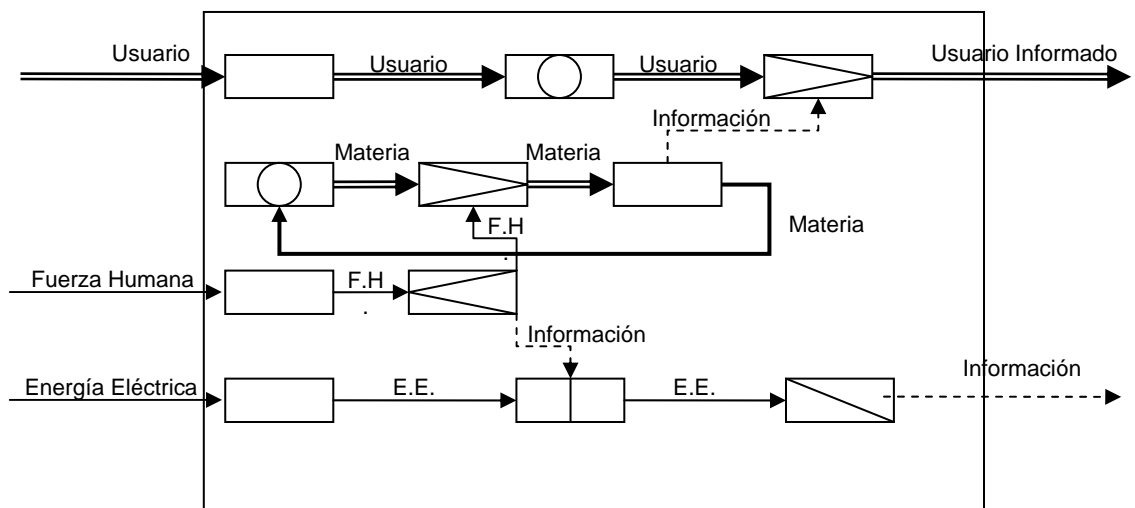 Usuario
Usuario
Usuario
Usuario Informado
Información
Materia
Materia
Materia
F.H
.
Fuerza Humana
F.H
.
Información
Energía Eléctrica
E.E.
E.E.
Información